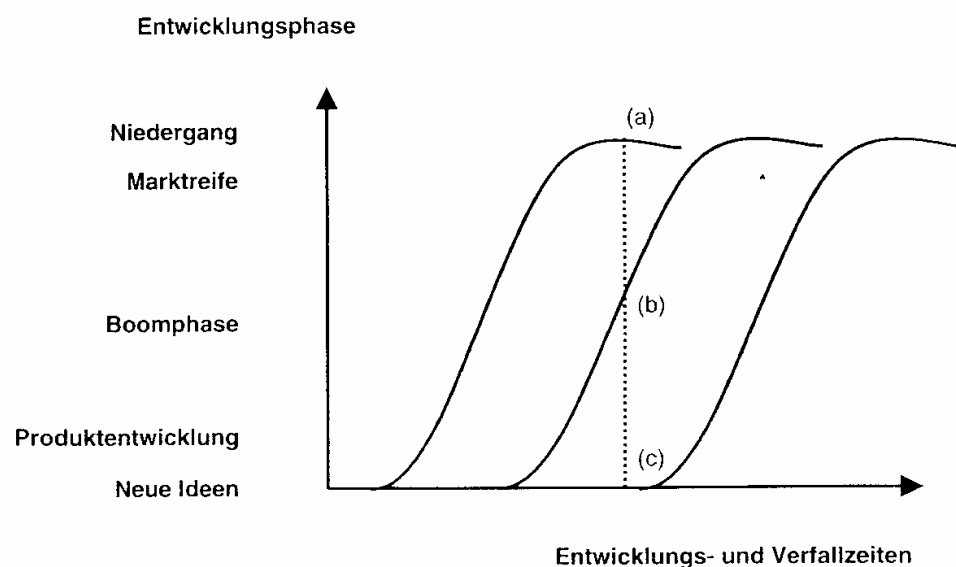 Entwicklungsphase
Niedergang
(a)
Marktreife
Boomphase
(b)
Produktentwicklung
(c)
Neue Ideen
Entwicklungs- und Verfallzeiten